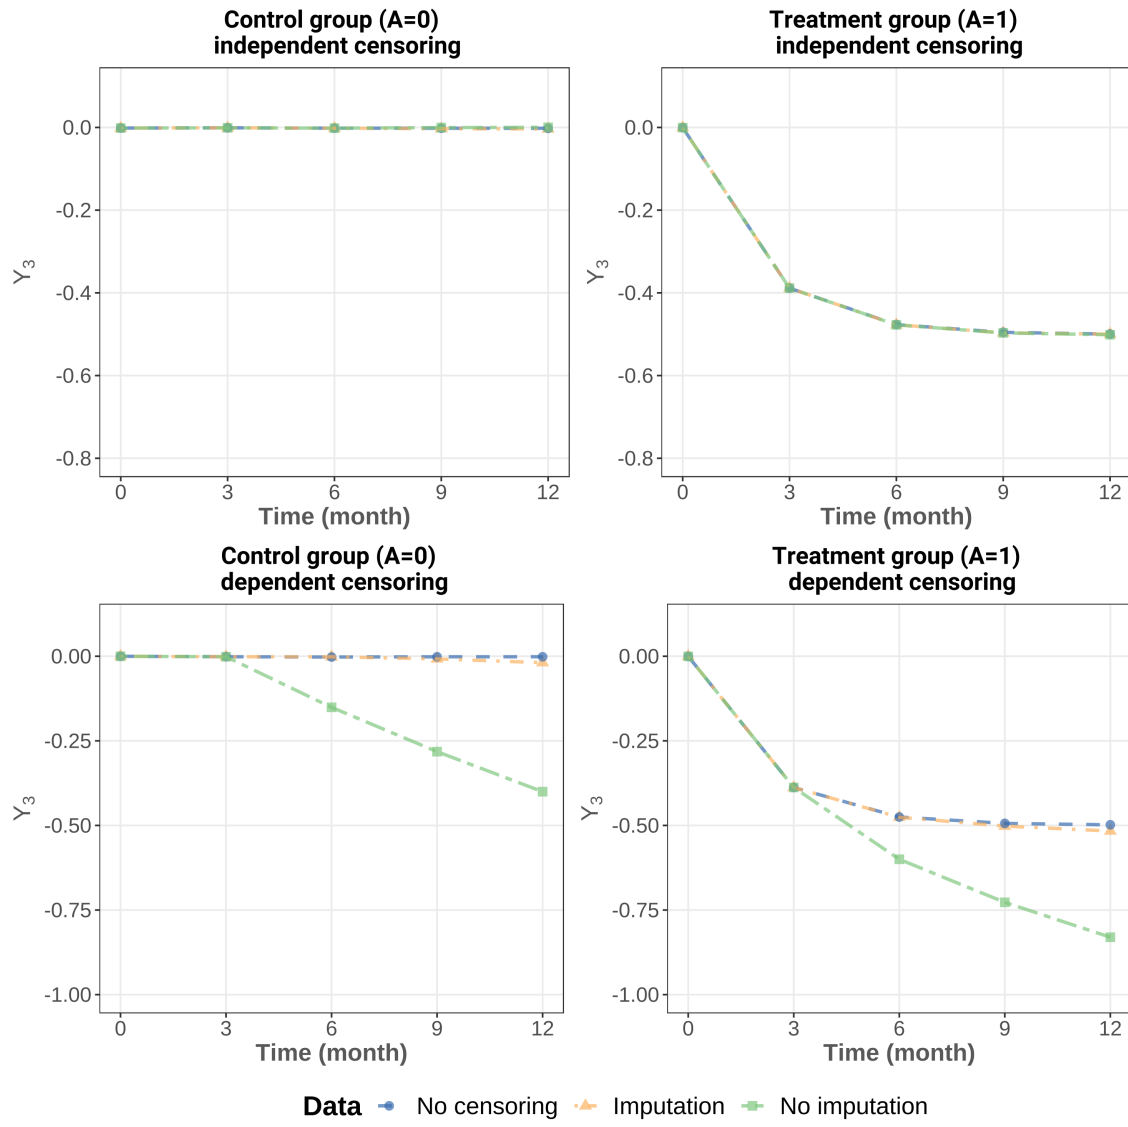 Control group (A=0)
independent censoring
0.0
-0.2
-0.4
-0.6
-0.8
Y3
0 3 6 9 12
Time (month)
Treatment group (A=1)
independent censoring
0.0
-0.2
-0.4
-0.6
-0.8
Y3
0 3 6 9 12
Time (month)
Control group (A=0)
dependent censoring
0.00
-0.25
-0.50
-0.75
-1.00
Y3
0 3 6 9 12
Time (month)
Treatment group (A=1)
dependent censoring
0.00
-0.25
-0.50
-0.75
-1.00
Y3
0 3 6 9 12
Time (month)
Data No censoring Imputation No imputation